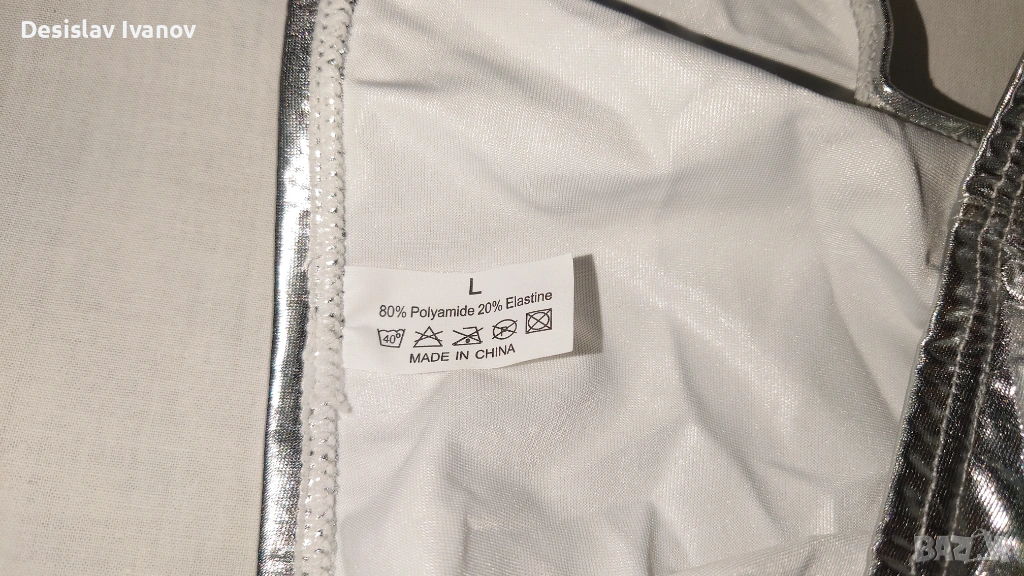 Desislav Ivanov
L
80% Polyamide 20% Elastine
40°
P
MADE IN CHINA